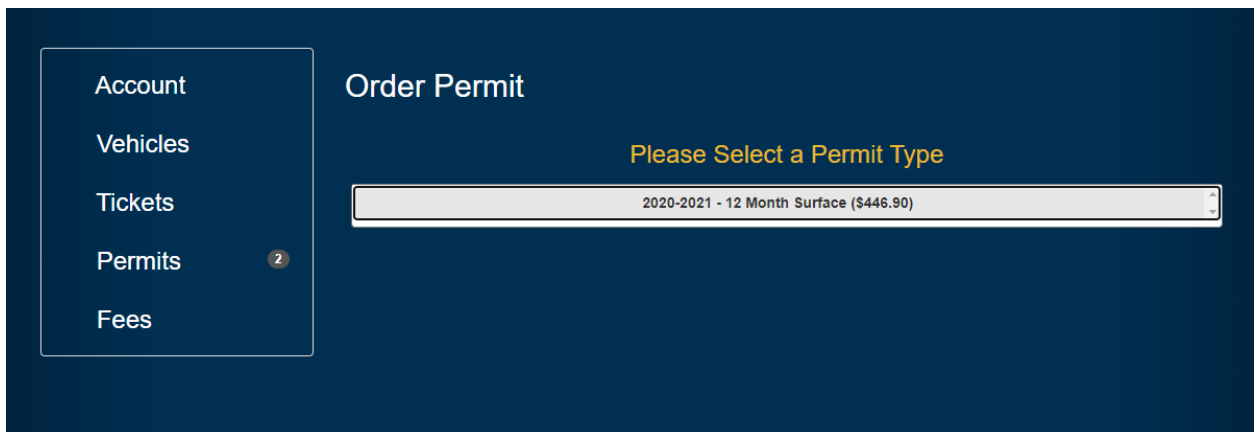 Account
Vehicles
Tickets
Permits 2
Fees
Order Permit
Please Select a Permit Type
2020-2021 - 12 Month Surface ($446.90)